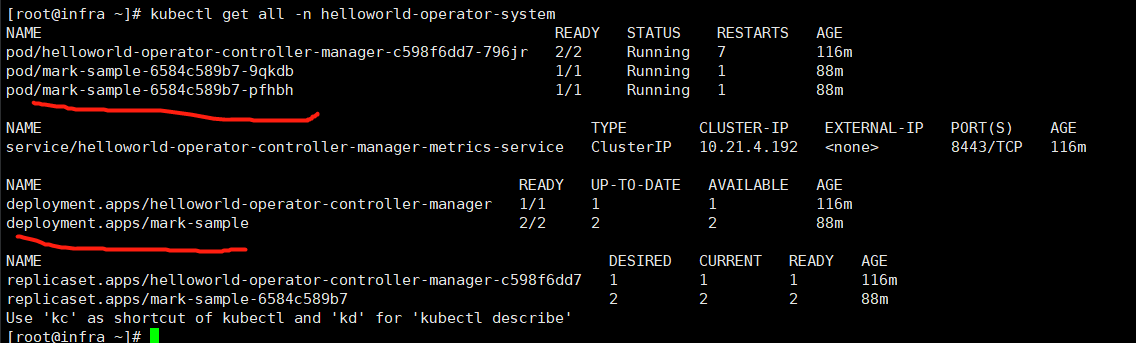 [root@infra ~]# kubectl get all -n helloworld-operator-system
NAME READY STATUS RESTARTS AGE
pod/helloworld-operator-controller-manager-c598f6dd7-796jr 2/2 Running 7 116m
pod/mark-sample-6584c589b7-9qkdb 1/1 Running 1 88m
pod/mark-sample-6584c589b7-pfhbh 1/1 Running 1 88m
NAME TYPE CLUSTER-IP EXTERNAL-IP PORT(S) AGE
service/helloworld-operator-controller-manager-metrics-service ClusterIP 10.21.4.192 <none> 8443/TCP 116m
NAME READY UP-TO-DATE AVAILABLE AGE
deployment.apps/helloworld-operator-controller-manager 1/1 1 1 116m
deployment.apps/mark-sample 2/2 2 2 88m
NAME DESIRED CURRENT READY AGE
replicaset.apps/helloworld-operator-controller-manager-c598f6dd7 1 1 1 116m
replicaset.apps/mark-sample-6584c589b7 2 2 2 88m
Use 'kc' as shortcut of kubectl and 'kd' for 'kubectl describe'
[root@infra ~]#